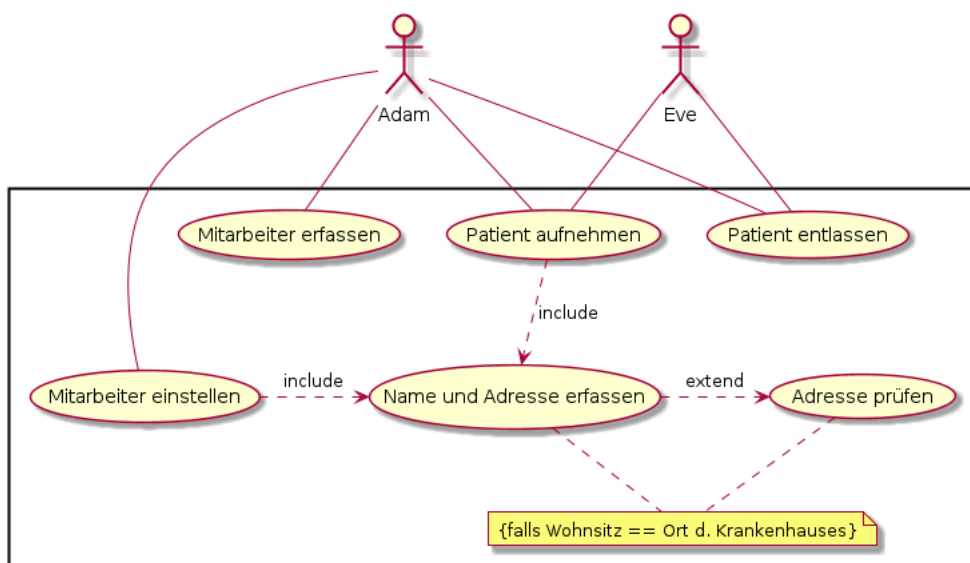 Adam
Eve
Mitarbeiter erfassen
Patient aufnehmen
Patient entlassen
include
Mitarbeiter einstellen
include
Name und Adresse erfassen
extend
Adresse prüfen
{falls Wohnsitz == Ort d. Krankenhauses}